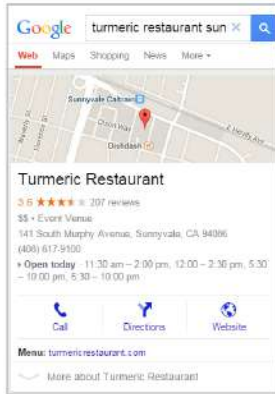 Google turmeric restaurant sun ×
Web Maps Shopping News More
Sunnyvale Caltrain
Dishdash
Turmeric Restaurant
3.6 207 reviews
$$ • Event Venue
141 South Murphy Avenue, Sunnyvale, CA 94086
(408) 617-9100
Open today · 11:30 am – 2:00 pm, 12:00 – 2:30 pm, 5:30
– 10:00 pm, 5:30 – 10:00 pm
Call Directions Website
Menu: turmericrestaurant.com
More about Turmeric Restaurant